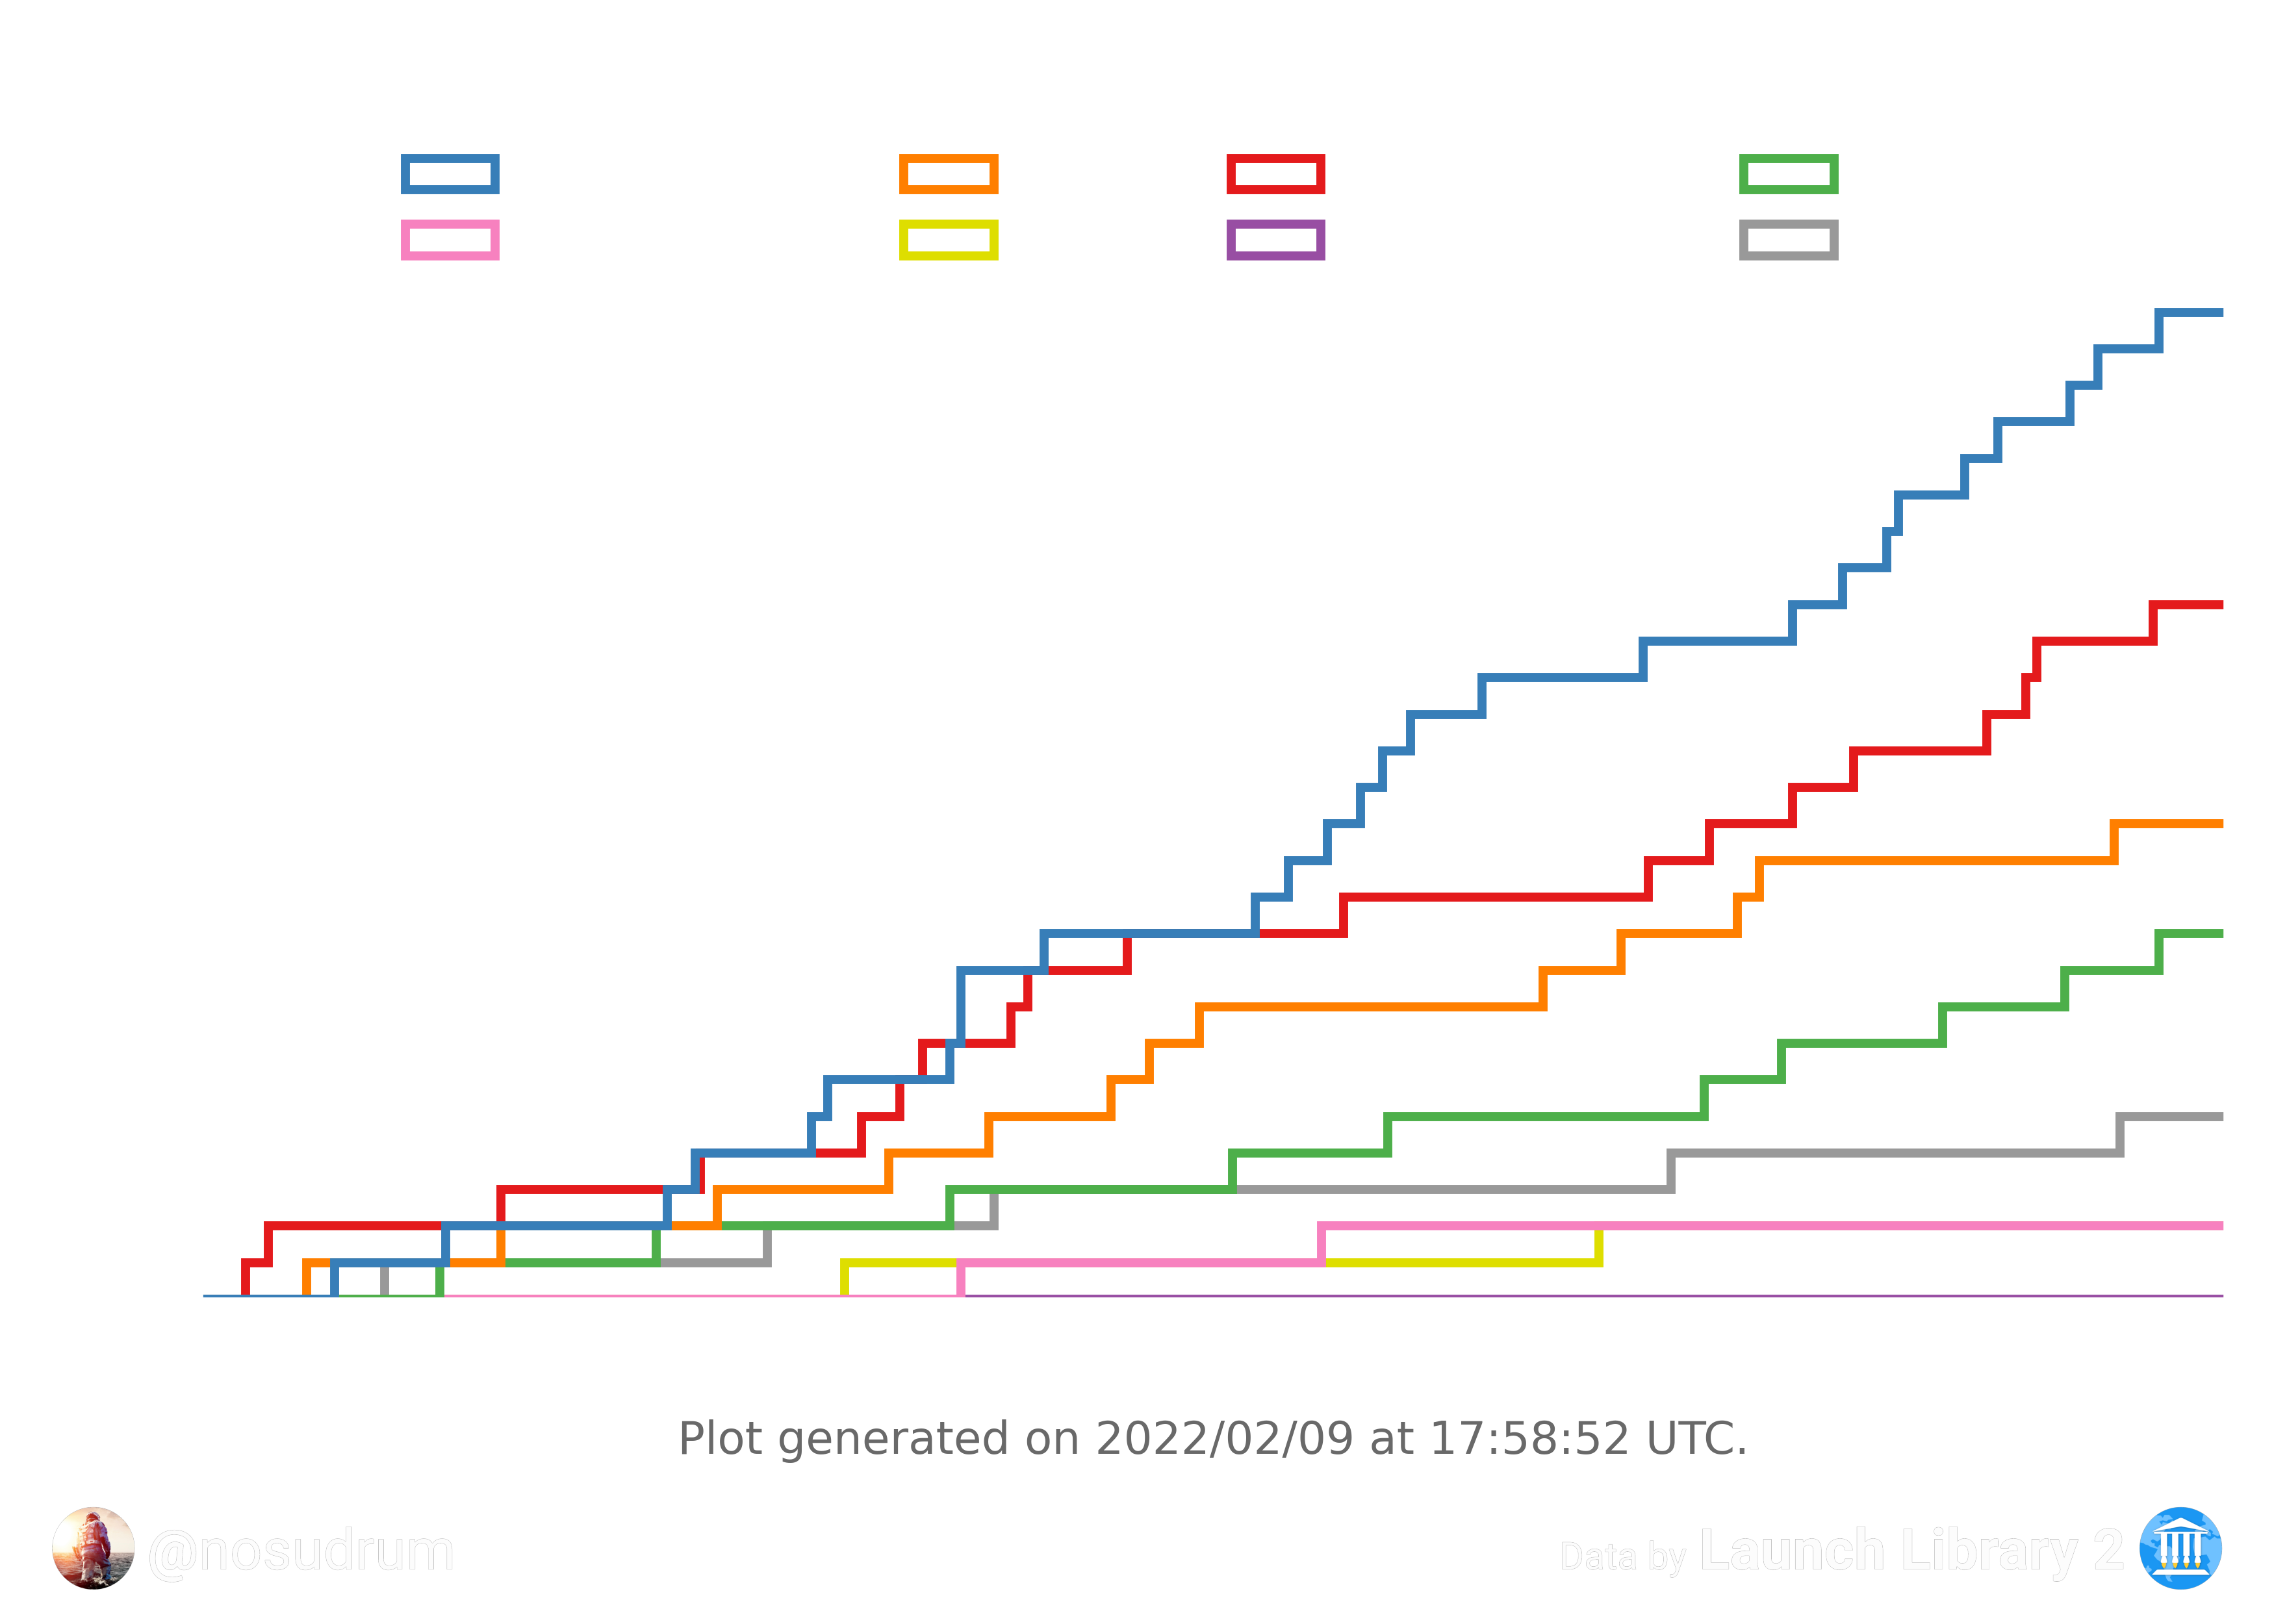 Plot generated on 2022/02/09 at 17:58:52 UTC.
@nosudrum
Data by Launch Library 2